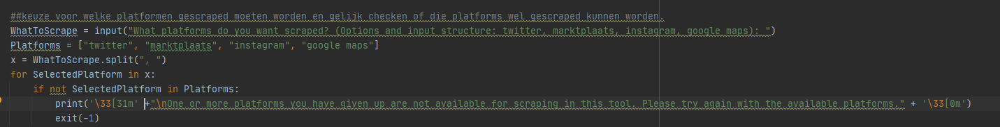 ##keuze voor welke platformen gescraped moeten worden en gelijk checken of die platforms wel gescraped kunnen worden.
WhatToScrape = input("What platforms do you want scraped? (Options and input structure: twitter, marktplaats, instagram, google maps): ")
Platforms = ["twitter", "marktplaats", "instagram", "google maps"]
x = WhatToScrape.split(", ")
for SelectedPlatform in x:
    if not SelectedPlatform in Platforms:
        print('\33[31m' +"\nOne or more platforms you have given up are not available for scraping in this tool. Please try again with the available platforms." + '\33[0m')
        exit(-1)